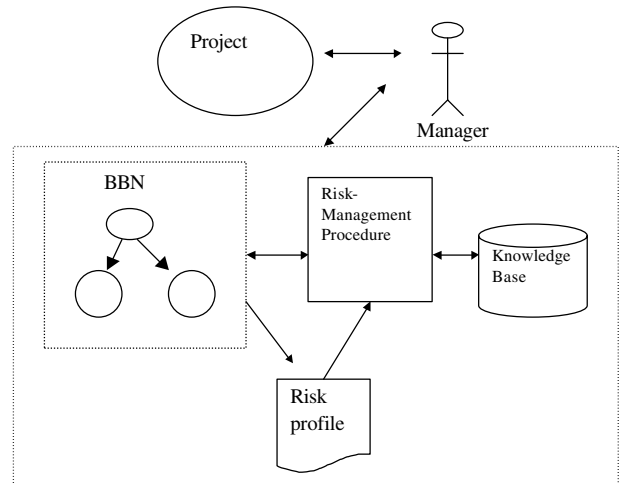 Project
Manager
BBN
Risk-
Management
Procedure
Knowledge
Base
Risk
profile